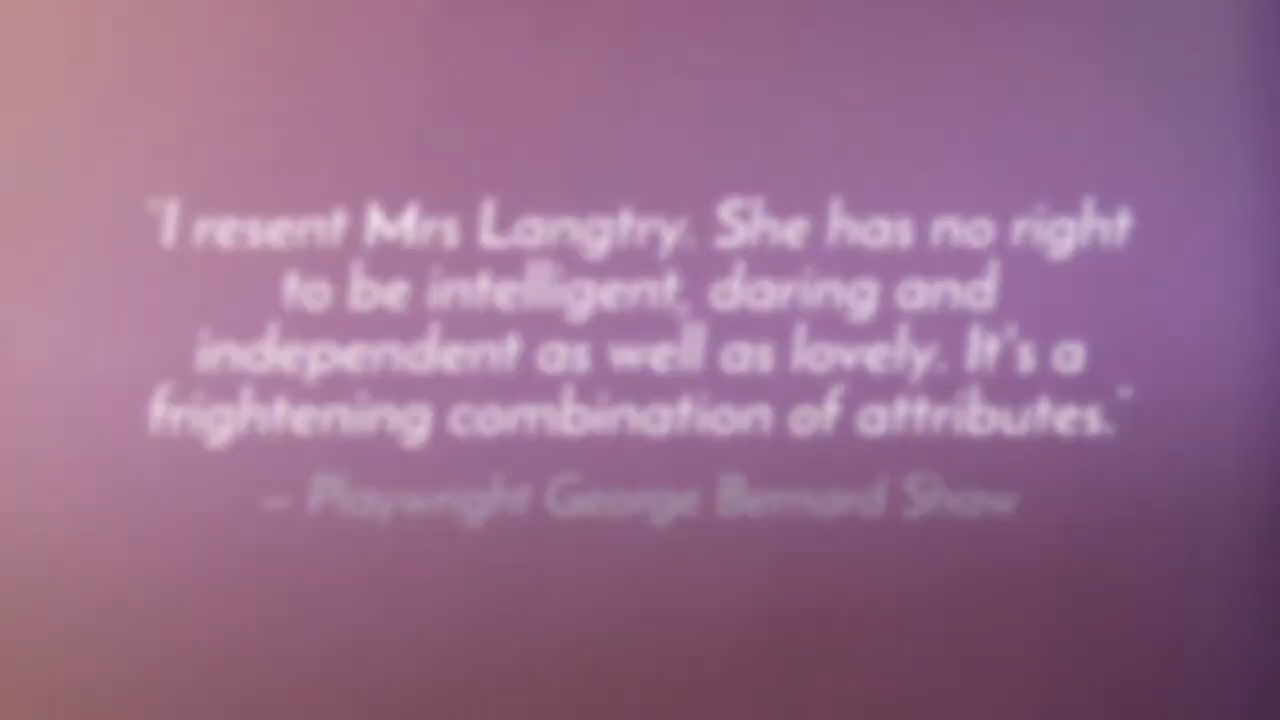 "I resent Mrs Langtry. She has no right
to be intelligent, daring and
independent as well as lovely. It's a
frightening combination of attributes."
– Playwright George Bernard Shaw